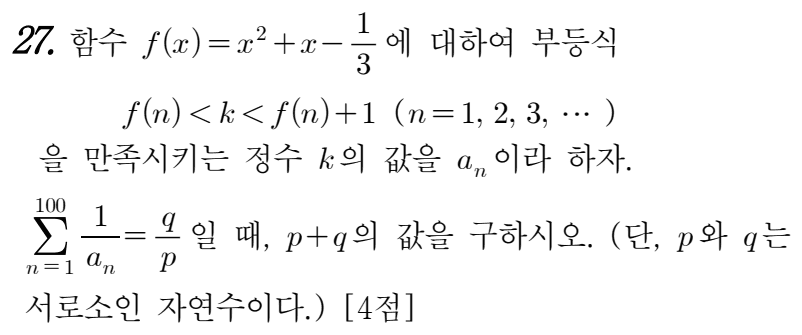 27. 함수 f(x)=x²+x−1/3 에 대하여 부등식
f(n)<k<f(n)+1 (n=1, 2, 3, ⋯ )
을 만족시키는 정수 k의 값을 aₙ이라 하자.
∑_{n=1}^{100} 1/aₙ = q/p 일 때, p+q의 값을 구하시오. (단, p와 q는
서로소인 자연수이다.) [4점]